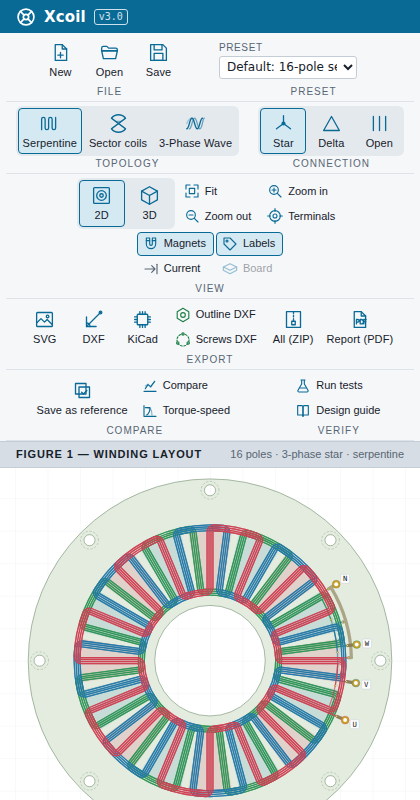 Xcoil v3.0
New Open Save
FILE
PRESET
Default: 16-pole se
PRESET
Serpentine Sector coils 3-Phase Wave
TOPOLOGY
Star Delta Open
CONNECTION
2D 3D
Fit Zoom in
Zoom out Terminals
Magnets Labels
Current Board
VIEW
SVG DXF KiCad
Outline DXF
Screws DXF
All (ZIP) Report (PDF)
EXPORT
Save as reference
Compare
Torque-speed
COMPARE
Run tests
Design guide
VERIFY
FIGURE 1 — WINDING LAYOUT 16 poles · 3-phase star · serpentine
N
W
V
U